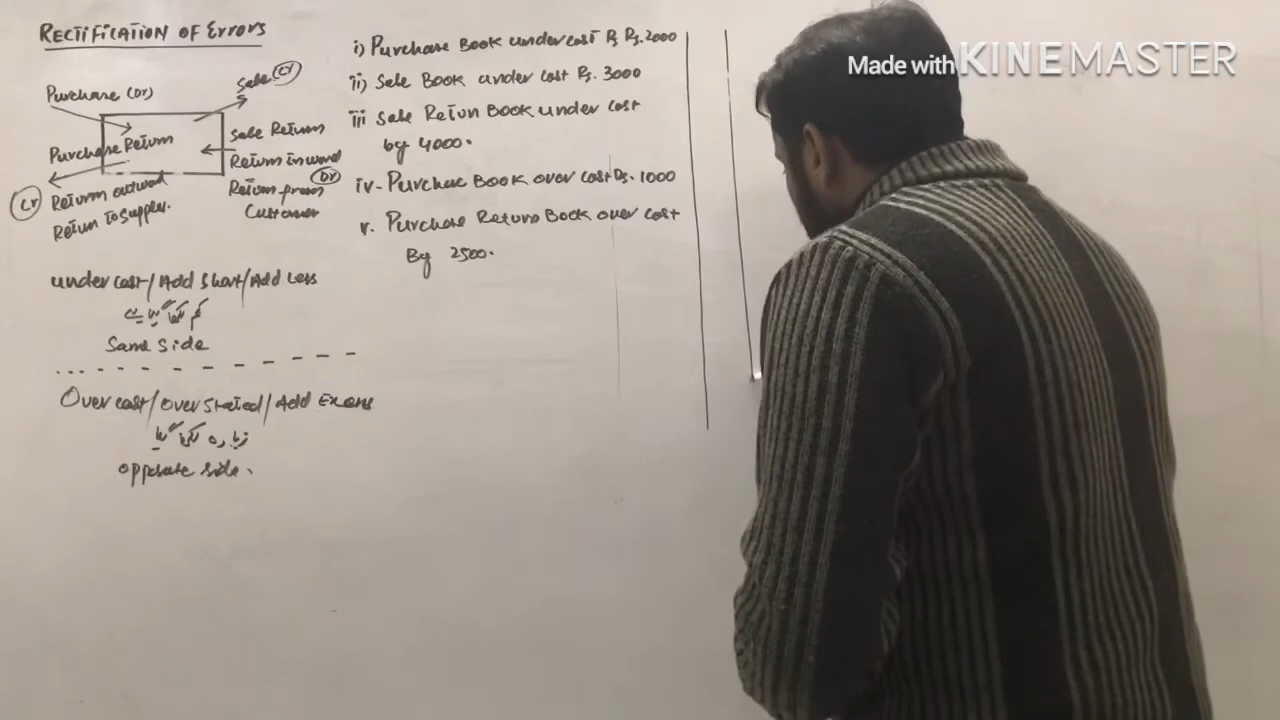 RECTIFICATION OF ERRORS
Purchase (Dr)
Sale (Cr)
Purchase Return
Cr
Return outward
Return To Supplier.
Sale Return
Return Inward
Dr
Return from
Customer
under cast/Add Short/Add Less
کم لکھا گیا ہے
Same Side
Over cast/Over Stated/Add Excess
زیادہ لکھا گیا
opposite side.
i) Purchase Book undercast Rs.2000
ii) Sale Book under cast Rs. 3000
iii Sale Return Book under cast
by 4000.
iv- Purchase Book over cast Rs. 1000
v. Purchase Return Book over cast
By 2500.
Made with KINEMASTER